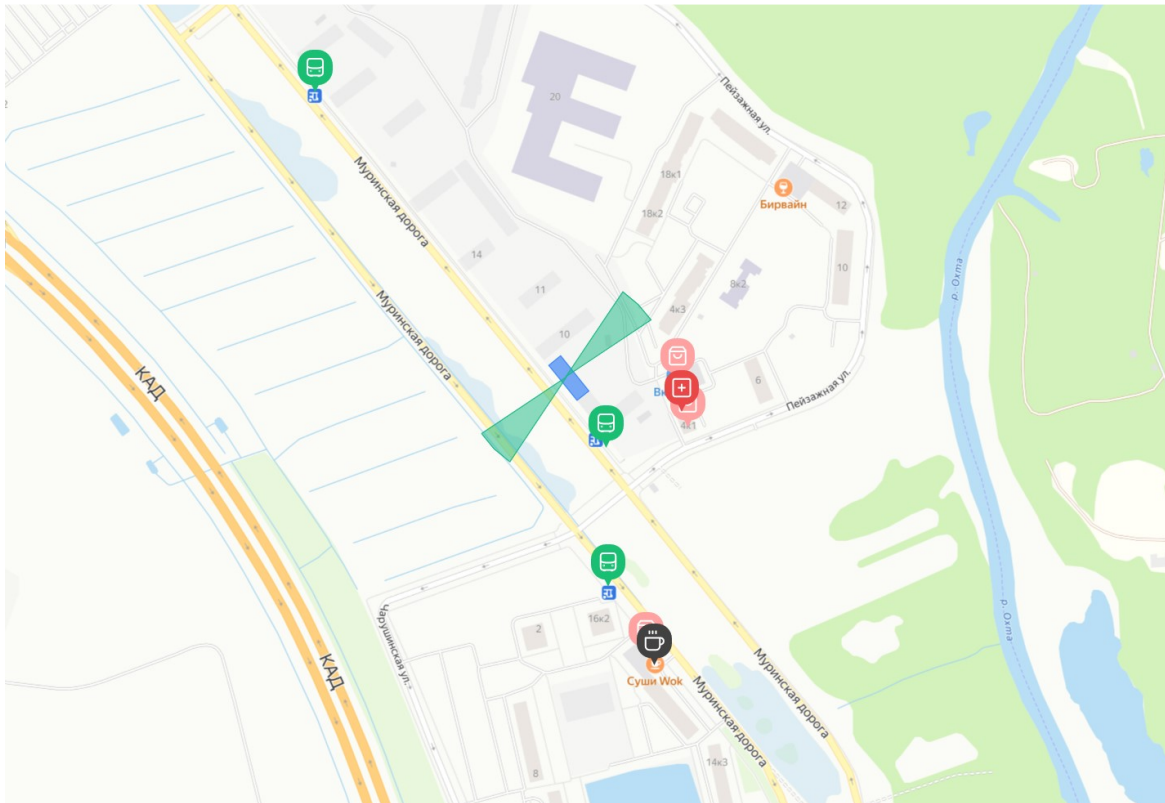 Пейзажная ул.
20
18к1
Бирвайн
12
Муринская дорога
18к2
14
10
р. Охта
8к2
11
4к3
Муринская дорога
10
КАД
6
Пейзажная ул.
4к1
р. Охта
Чарушинская ул.
16к2
2
КАД
Суши Wok
Муринская дорога
Муринская дорога
14к3
8